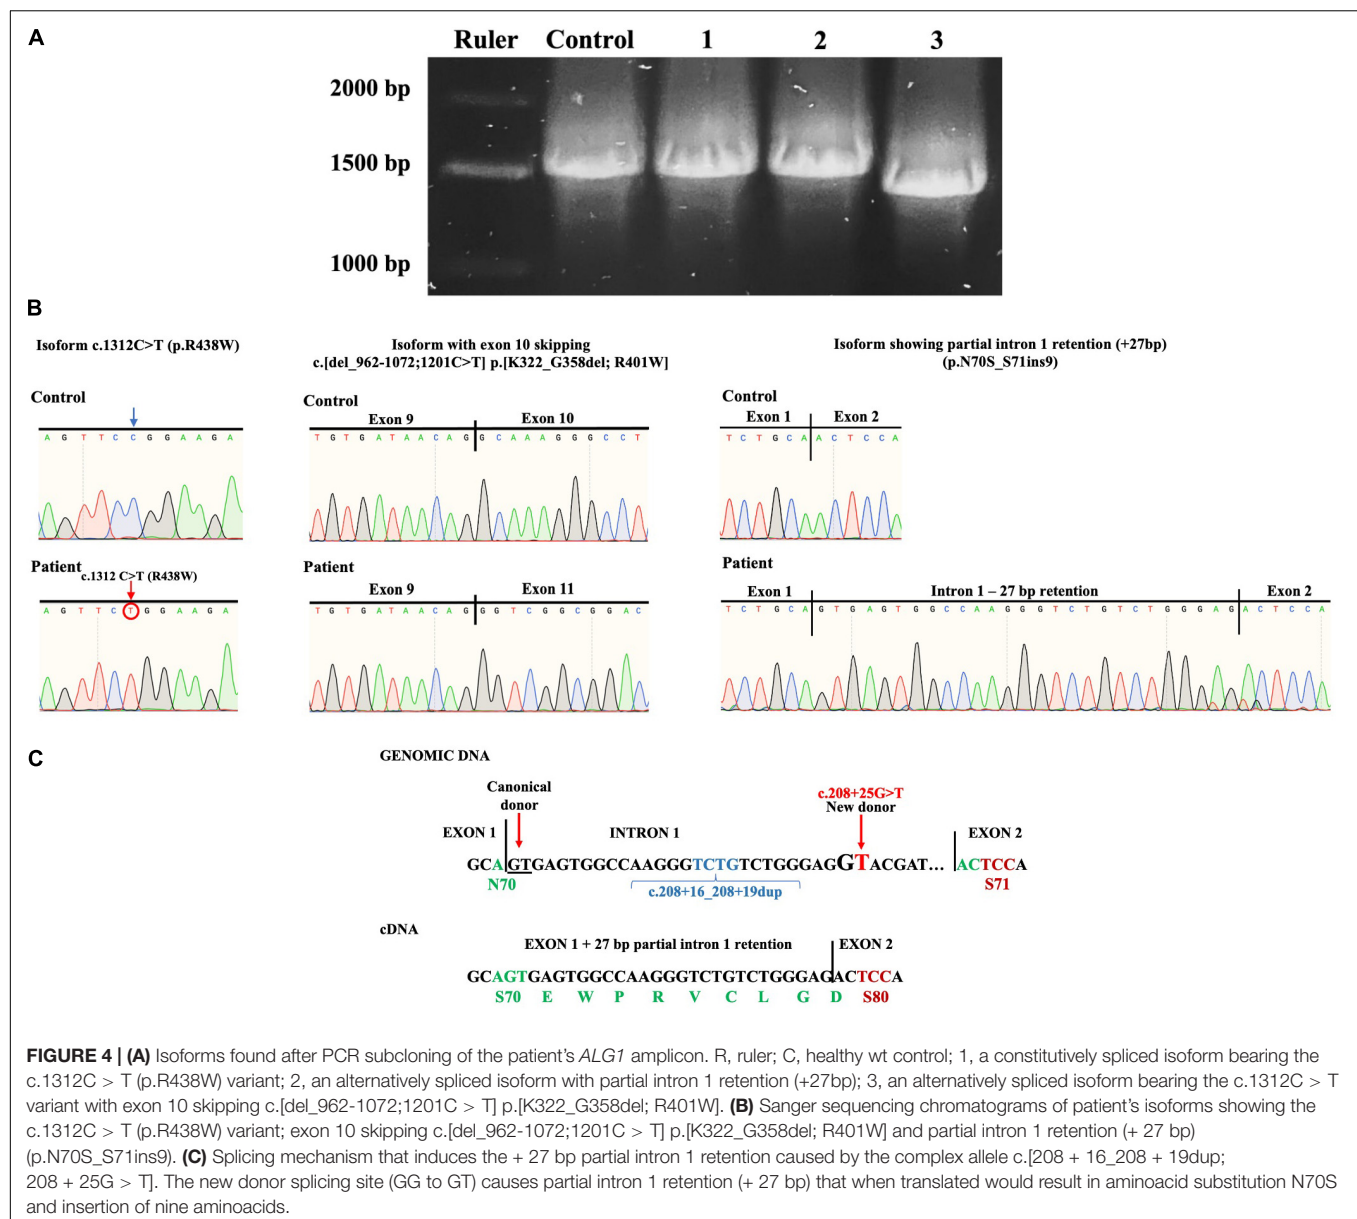 A
Ruler Control 1 2 3
2000 bp
1500 bp
1000 bp
B
Isoform c.1312C>T (p.R438W)
Isoform with exon 10 skipping
c.[del_962-1072;1201C>T] p.[K322_G358del; R401W]
Isoform showing partial intron 1 retention (+27bp)
(p.N70S_S71ins9)
Control
A G T T C C G G A A G A
Control
Exon 9 Exon 10
T G T G A T A A C A G G C A A A G G G C C T
Control
Exon 1 Exon 2
T C T G C A A C T C C A
Patient
c.1312 C>T (R438W)
A G T T C T G G A A G A
Patient
Exon 9 Exon 11
T G T G A T A A C A G G G T C G G C G G A C
Patient
Exon 1 Intron 1 – 27 bp retention Exon 2
T C T G C A G T G A G T G G C C A A G G G T C T G T C T G G G A G A C T C C A
C
GENOMIC DNA
Canonical
donor
c.208+25G>T
New donor
EXON 1 INTRON 1 EXON 2
GCAGTGAGTGGCCAAGGGTCTGTCTGGGAGGTACGAT... ACTCCA
N70 S71
c.208+16_208+19dup
cDNA
EXON 1 + 27 bp partial intron 1 retention EXON 2
GCAGTGAGTGGCCAAGGGTCTGTCTGGGAGACTCCA
S70 E W P R V C L G D S80
FIGURE 4 | (A) Isoforms found after PCR subcloning of the patient's ALG1 amplicon. R, ruler; C, healthy wt control; 1, a constitutively spliced isoform bearing the
c.1312C > T (p.R438W) variant; 2, an alternatively spliced isoform with partial intron 1 retention (+27bp); 3, an alternatively spliced isoform bearing the c.1312C > T
variant with exon 10 skipping c.[del_962-1072;1201C > T] p.[K322_G358del; R401W]. (B) Sanger sequencing chromatograms of patient's isoforms showing the
c.1312C > T (p.R438W) variant; exon 10 skipping c.[del_962-1072;1201C > T] p.[K322_G358del; R401W] and partial intron 1 retention (+ 27 bp)
(p.N70S_S71ins9). (C) Splicing mechanism that induces the + 27 bp partial intron 1 retention caused by the complex allele c.[208 + 16_208 + 19dup;
208 + 25G > T]. The new donor splicing site (GG to GT) causes partial intron 1 retention (+ 27 bp) that when translated would result in aminoacid substitution N70S
and insertion of nine aminoacids.